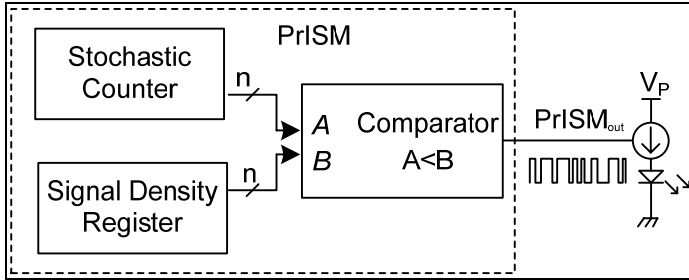 PrISM
Stochastic
Counter
n
A
B
Comparator
A<B
Signal Density
Register
n
PrISMout
VP